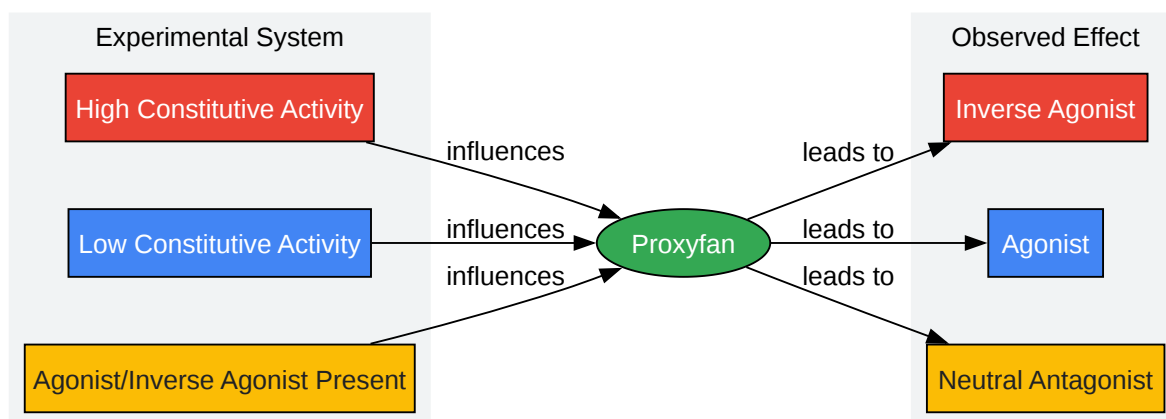 Experimental System
Observed Effect
High Constitutive Activity
influences
leads to
Inverse Agonist
Low Constitutive Activity
influences
Proxyfan
leads to
Agonist
influences
leads to
Agonist/Inverse Agonist Present
Neutral Antagonist